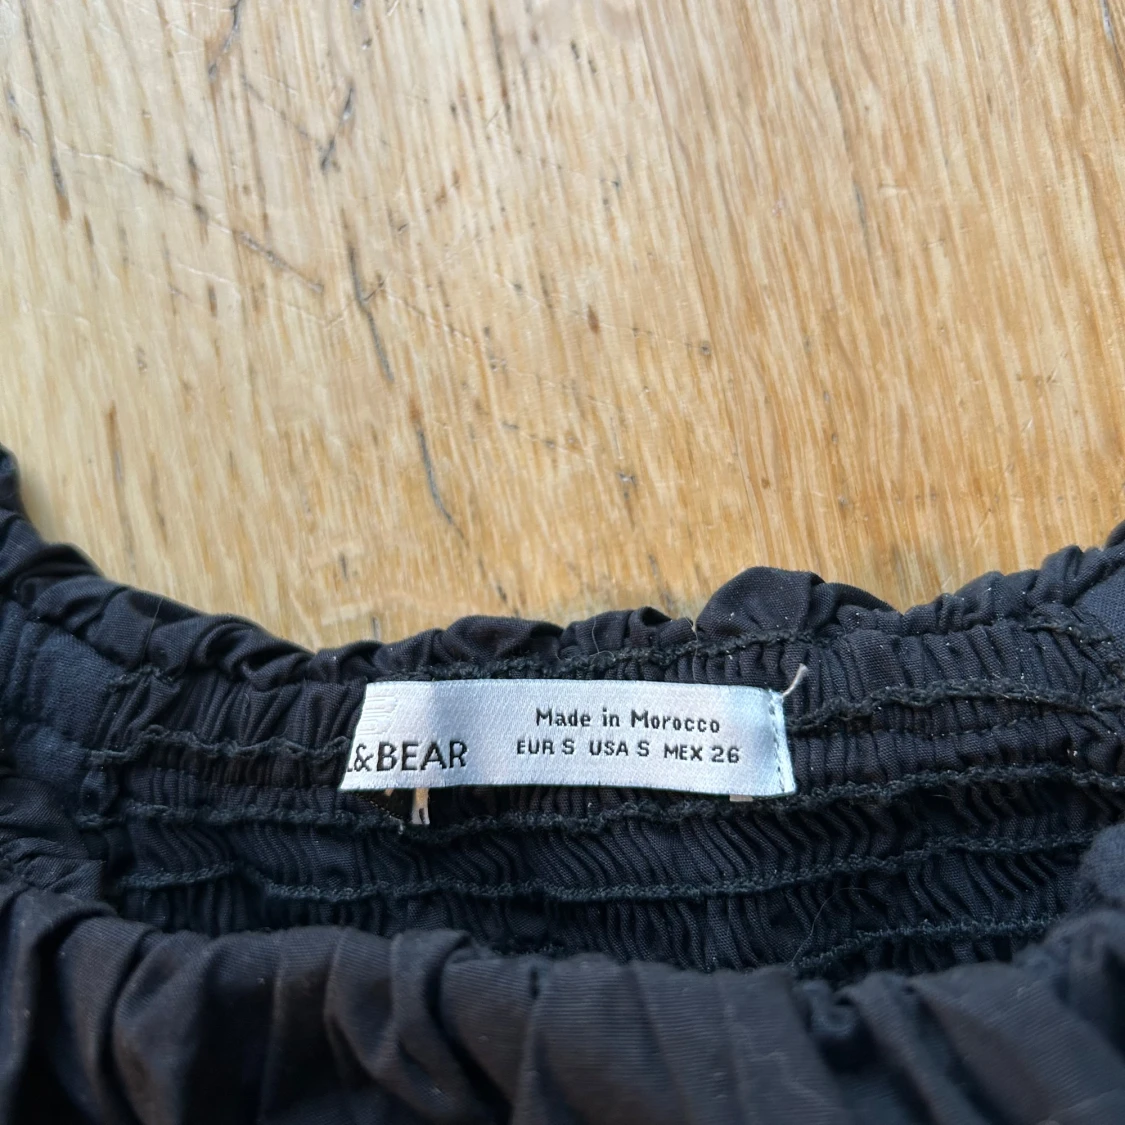 Made in Morocco
&BEAR EUR S USA S MEX 26